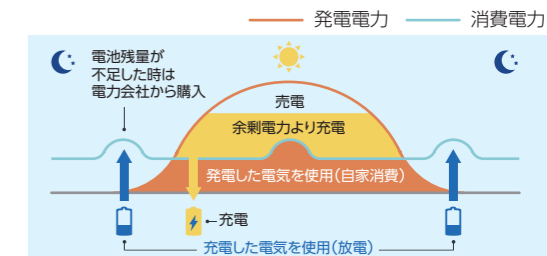 発電電力
消費電力
電池残量が
不足した時は
電力会社から購入
売電
余剰電力より充電
発電した電気を使用(自家消費)
←充電
充電した電気を使用(放電)